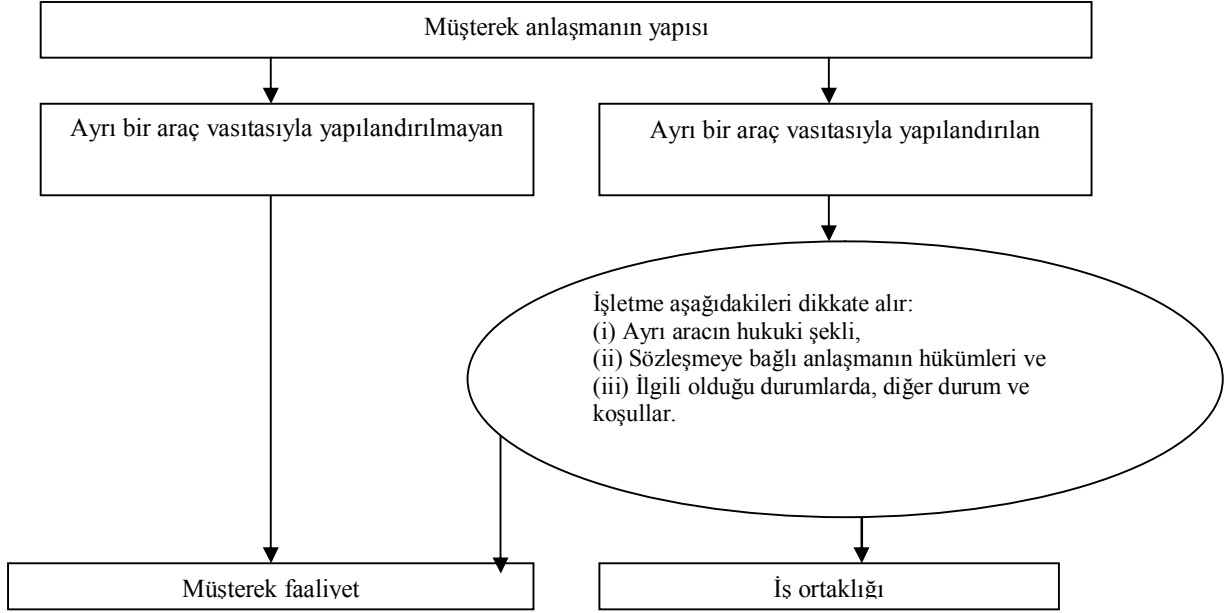 Müşterek anlaşmanın yapısı
Ayrı bir araç vasıtasıyla yapılandırılmayan
Ayrı bir araç vasıtasıyla yapılandırılan
İşletme aşağıdakileri dikkate alır:
(i) Ayrı aracın hukuki şekli,
(ii) Sözleşmeye bağlı anlaşmanın hükümleri ve
(iii) İlgili olduğu durumlarda, diğer durum ve
koşullar.
Müşterek faaliyet
İş ortaklığı